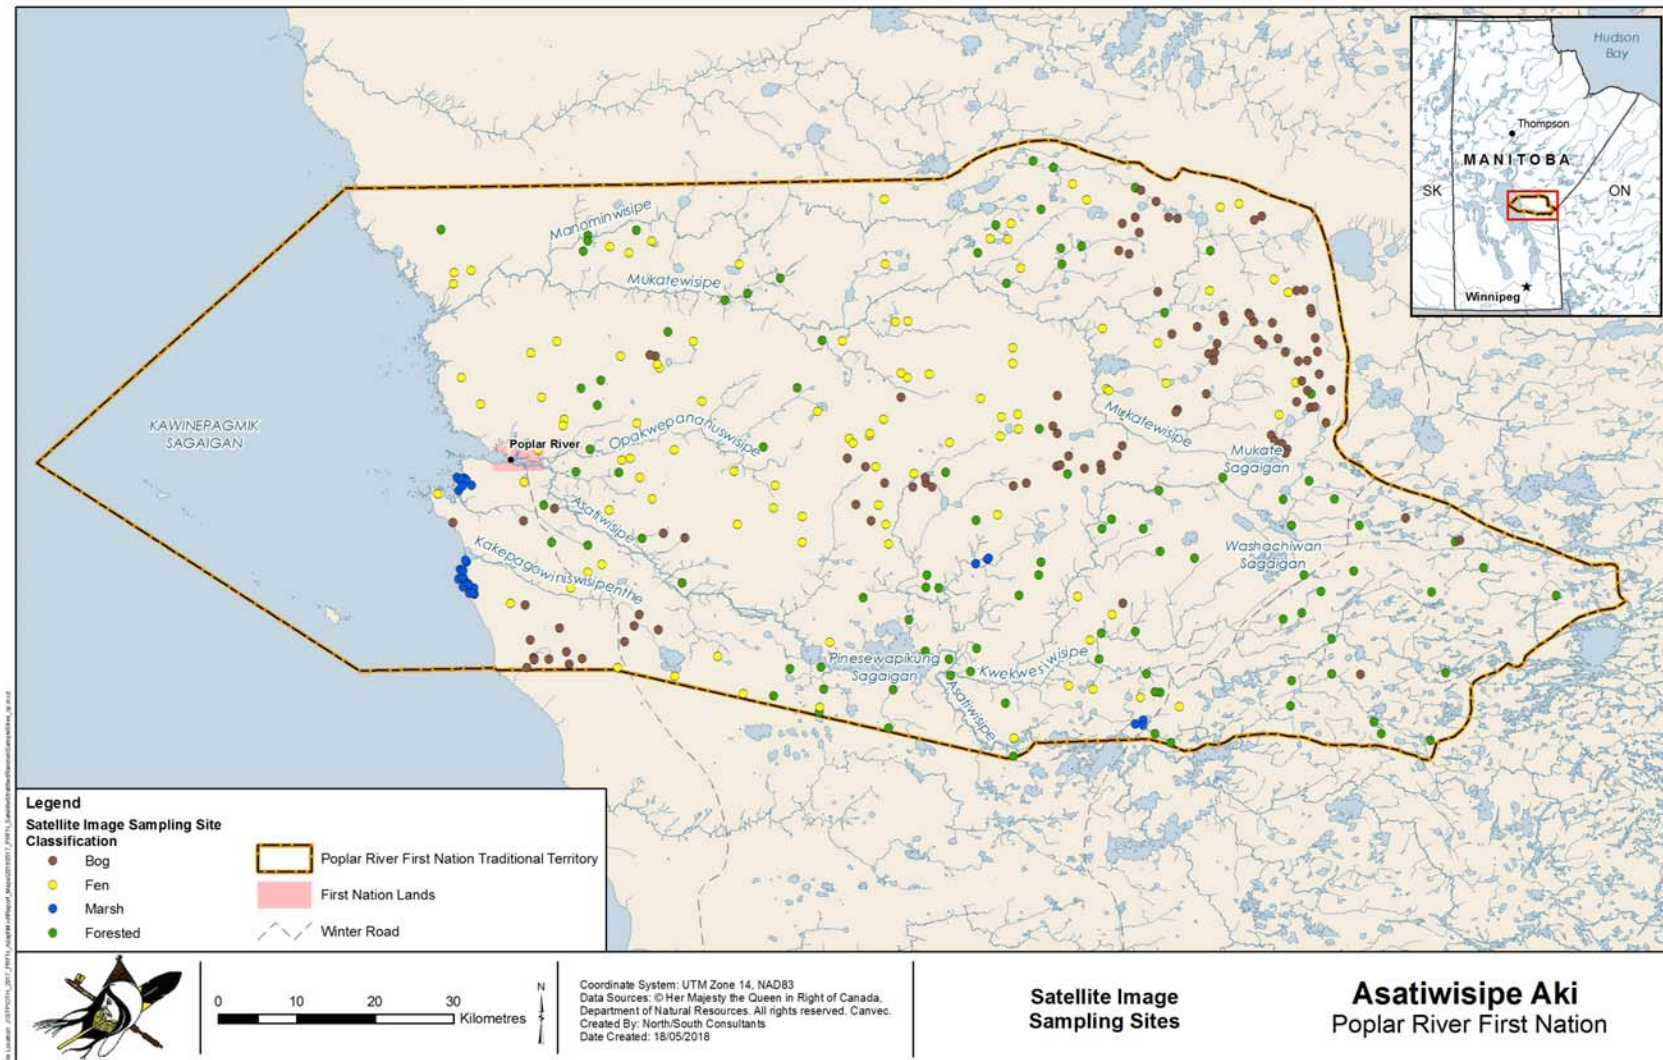 Hudson
Bay
Thompson
MANITOBA
SK
ON
Winnipeg
Manominwisipe
Mukatewisipe
KAWINEPAGMIK
SAGAIGAN
Poplar River
Opakwepananuswisipe
Mukatewisipe
Mukate
Sagaigan
Asatiwisipe
Kakepagowiniswisipenthe
Washachiwan
Sagaigan
Pinesewapikung
Sagaigan
Kwekweswisipe
Asatiwisipe
Legend
Satellite Image Sampling Site
Classification
Bog
Fen
Marsh
Forested
Poplar River First Nation Traditional Territory
First Nation Lands
Winter Road
0 10 20 30
Kilometres
N
Coordinate System: UTM Zone 14, NAD83
Data Sources: © Her Majesty the Queen in Right of Canada,
Department of Natural Resources. All rights reserved. Canvec.
Created By: North/South Consultants
Date Created: 18/05/2018
Satellite Image
Sampling Sites
Asatiwisipe Aki
Poplar River First Nation